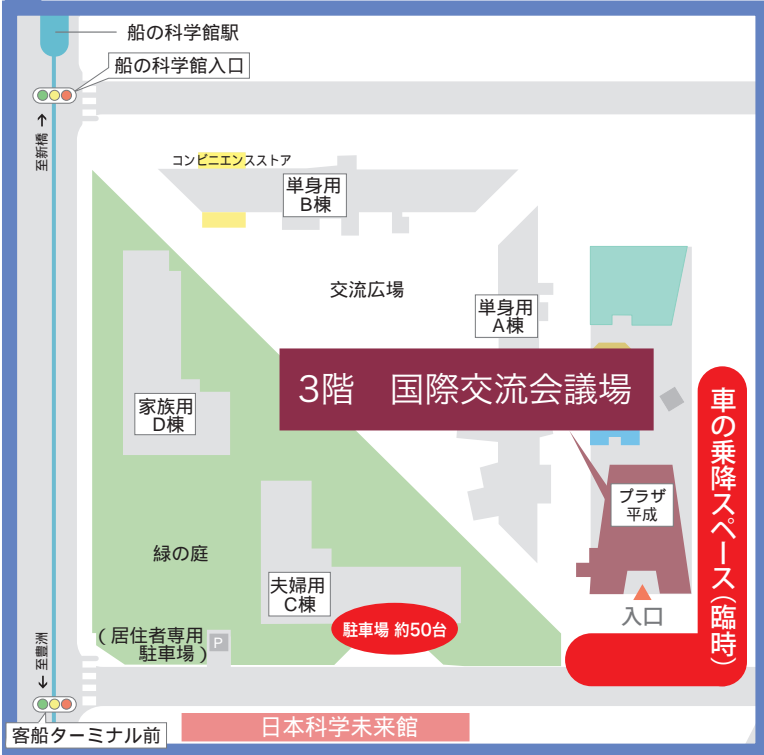 船の科学館駅
船の科学館入口
至新橋
コンビニエンスストア
単身用
B棟
交流広場
単身用
A棟
3階　国際交流会議場
家族用
D棟
車の乗降スペース(臨時)
プラザ
平成
緑の庭
夫婦用
C棟
入口
駐車場 約50台
(居住者専用
駐車場)
P
至豊洲
客船ターミナル前
日本科学未来館